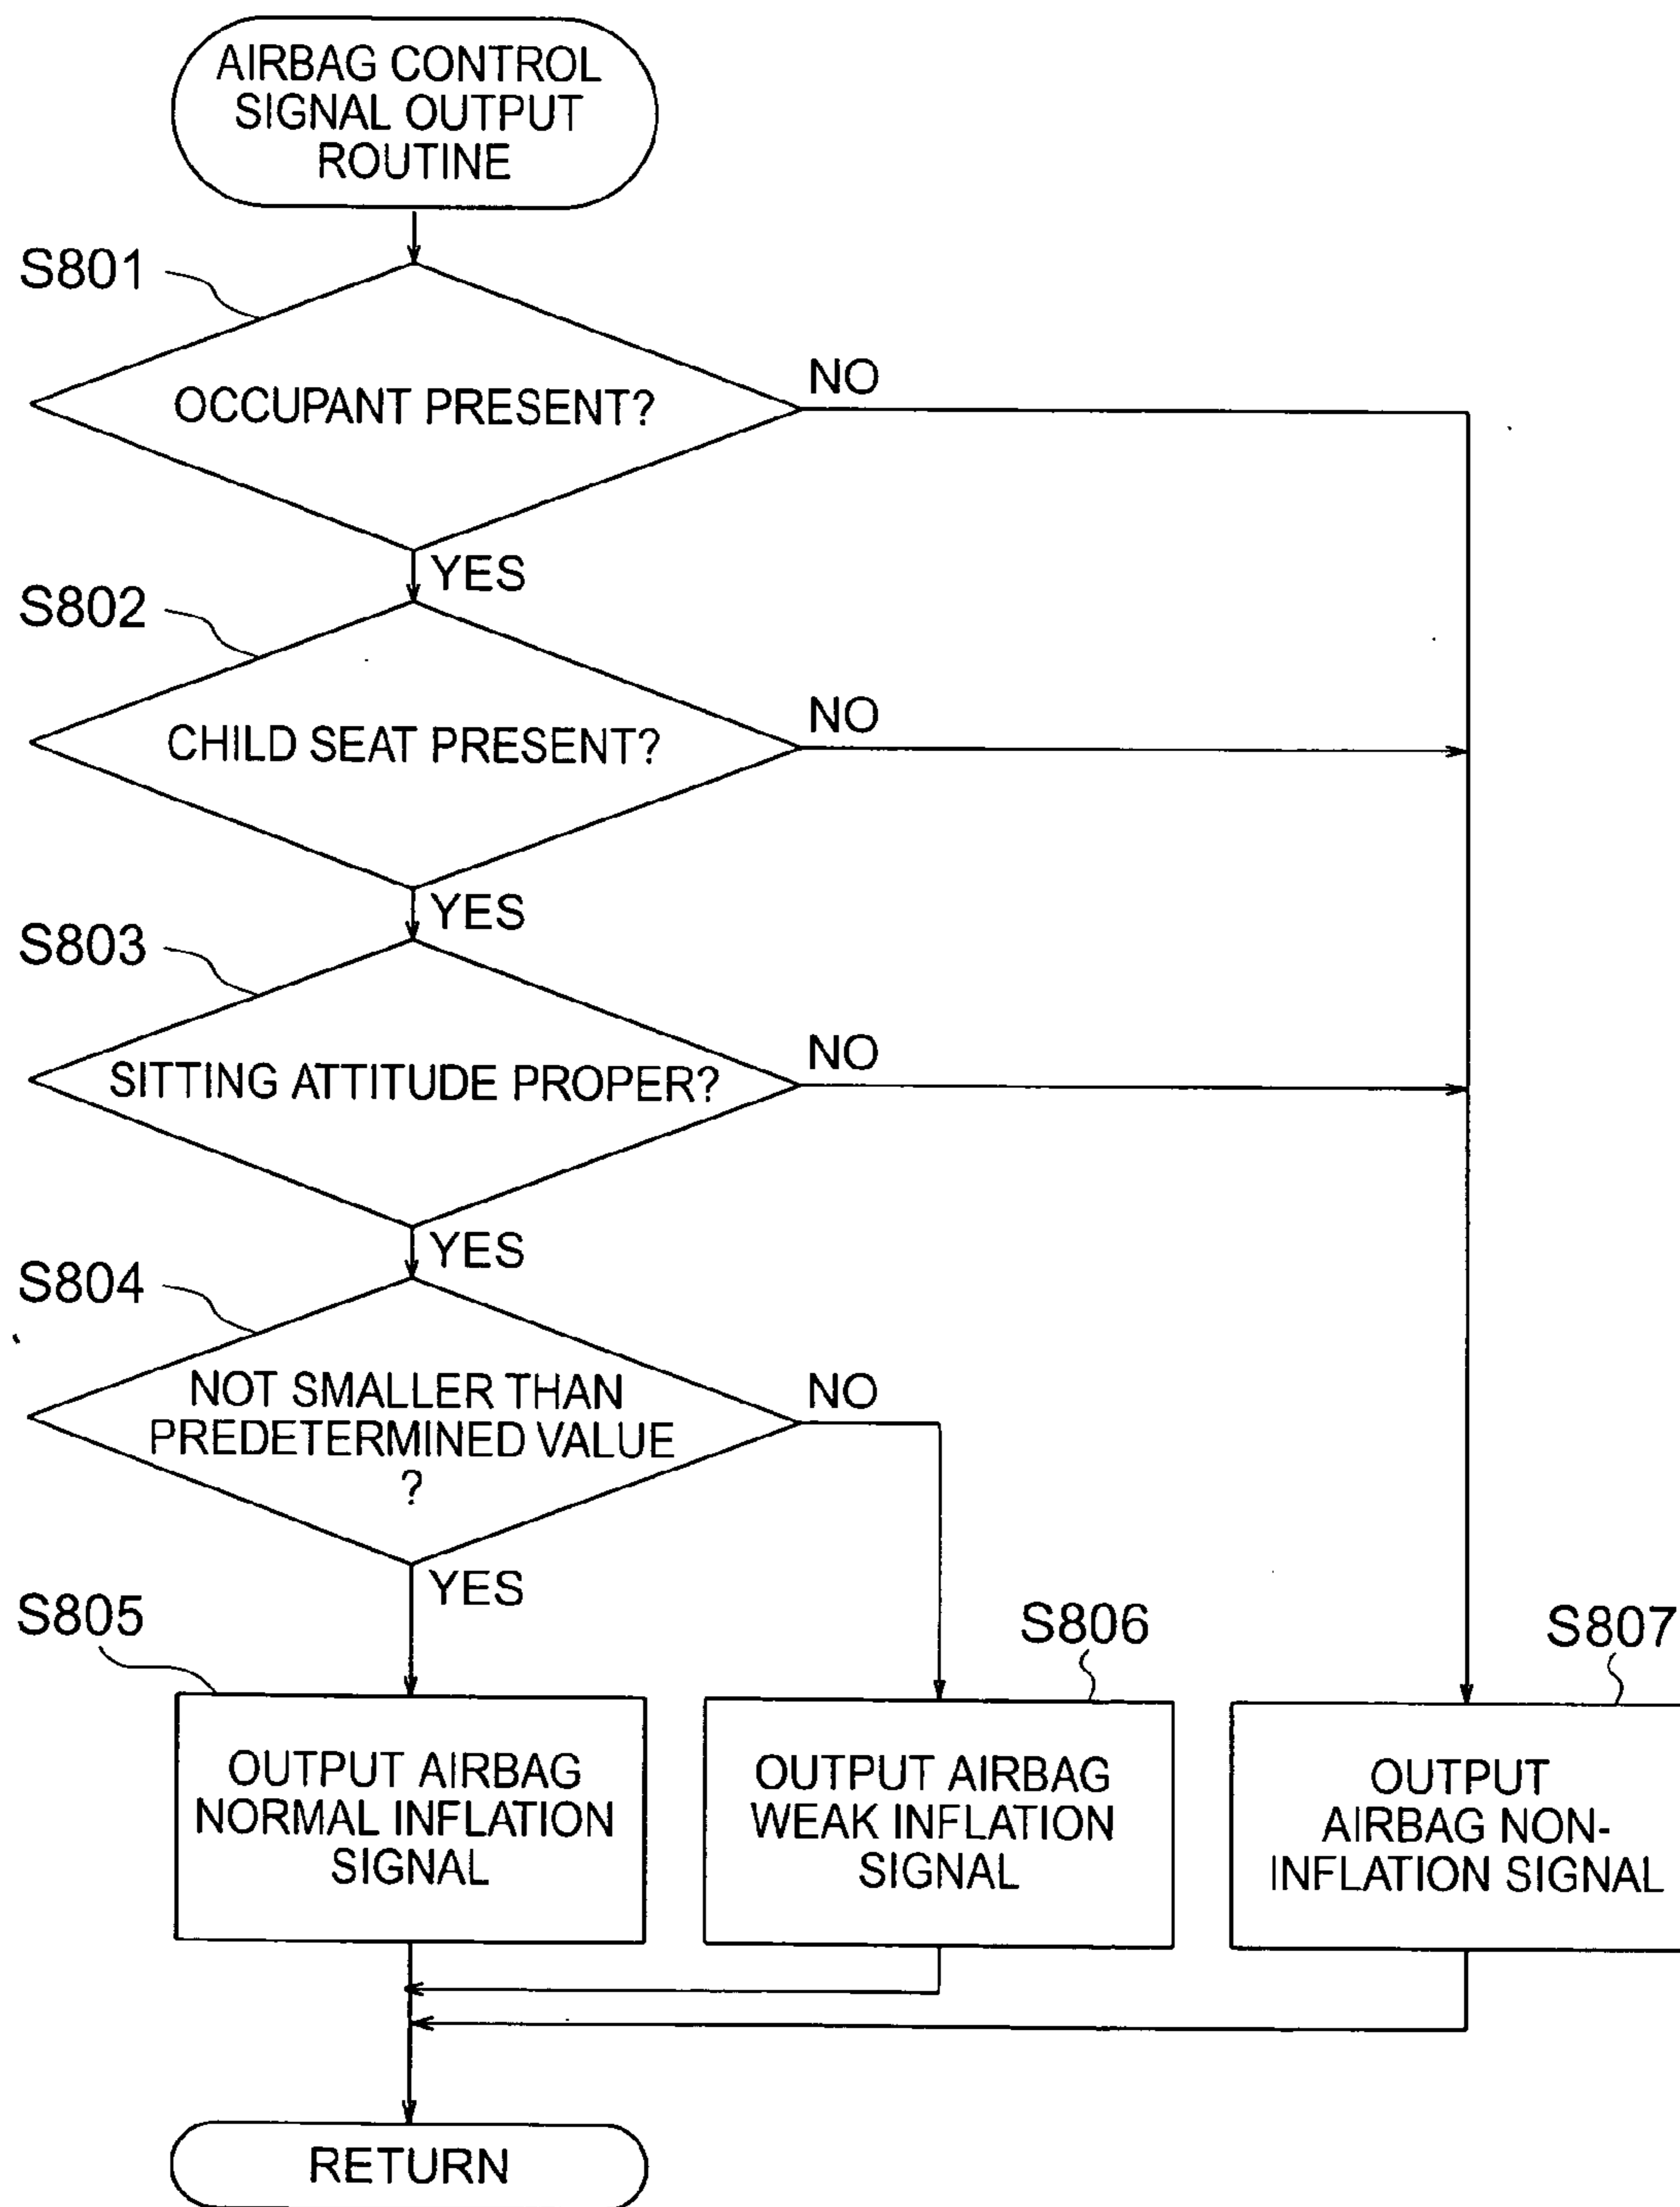 AIRBAG CONTROL
SIGNAL OUTPUT
ROUTINE
S801
OCCUPANT PRESENT?
NO
YES
S802
CHILD SEAT PRESENT?
NO
YES
S803
SITTING ATTITUDE PROPER?
NO
YES
S804
NOT SMALLER THAN
PREDETERMINED VALUE
?
NO
YES
S805
OUTPUT AIRBAG
NORMAL INFLATION
SIGNAL
S806
OUTPUT AIRBAG
WEAK INFLATION
SIGNAL
S807
OUTPUT
AIRBAG NON-
INFLATION SIGNAL
RETURN